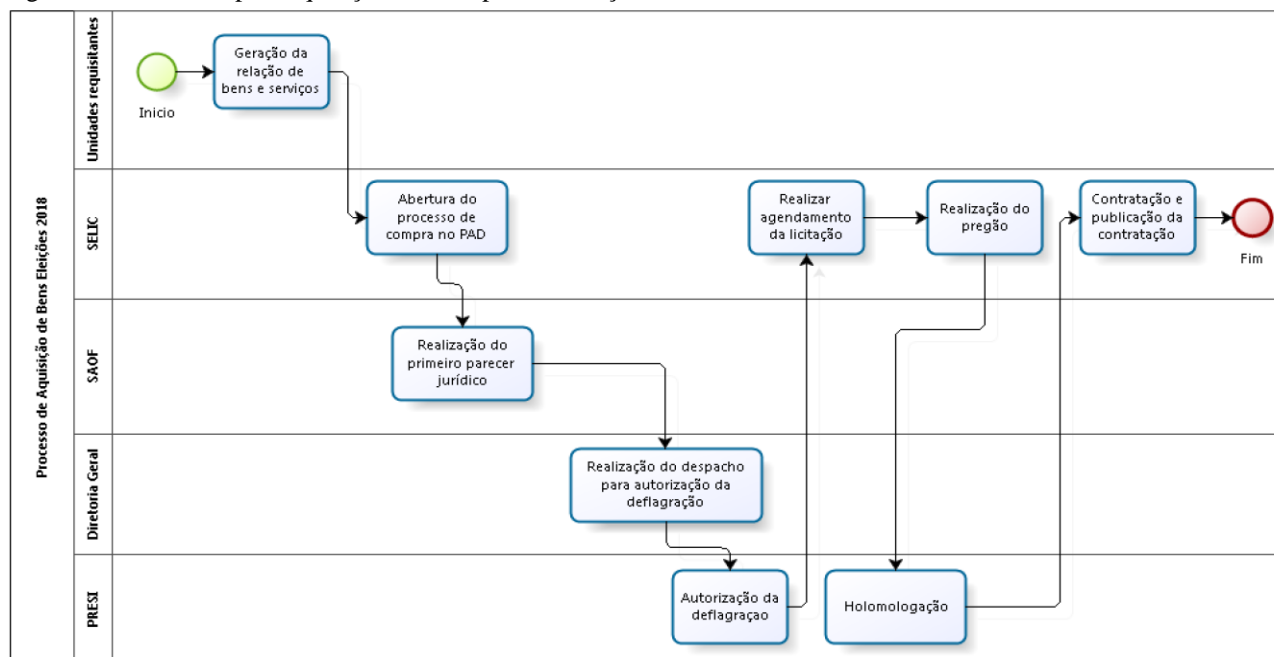 Processo de Aquisição de Bens Eleições 2018
Unidades requisitantes
Inicio
Geração da
relação de
bens e serviços
SELIC
Abertura do
processo de
compra no PAD
Realizar
agendamento
da licitação
Realização do
pregão
Contratação e
publicação da
contratação
Fim
SAOF
Realização do
primeiro parecer
jurídico
Diretoria Geral
Realização do despacho
para autorização da
deflagração
PRESI
Autorização da
deflagraçao
Holomologação